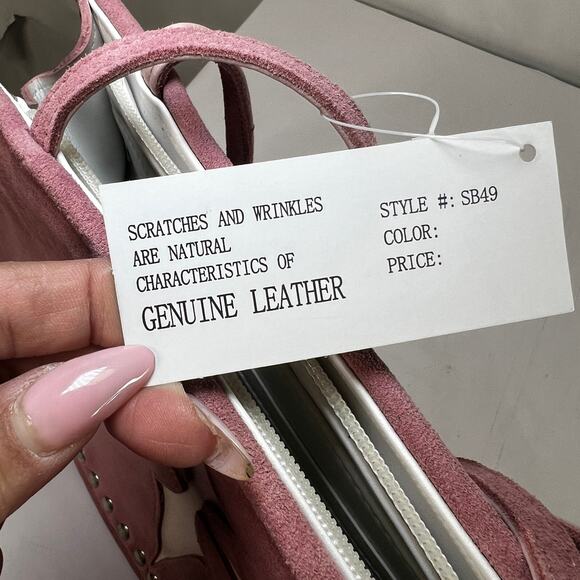 SCRATCHES AND WRINKLES
ARE NATURAL
CHARACTERISTICS OF
GENUINE LEATHER
STYLE #: SB49
COLOR:
PRICE: